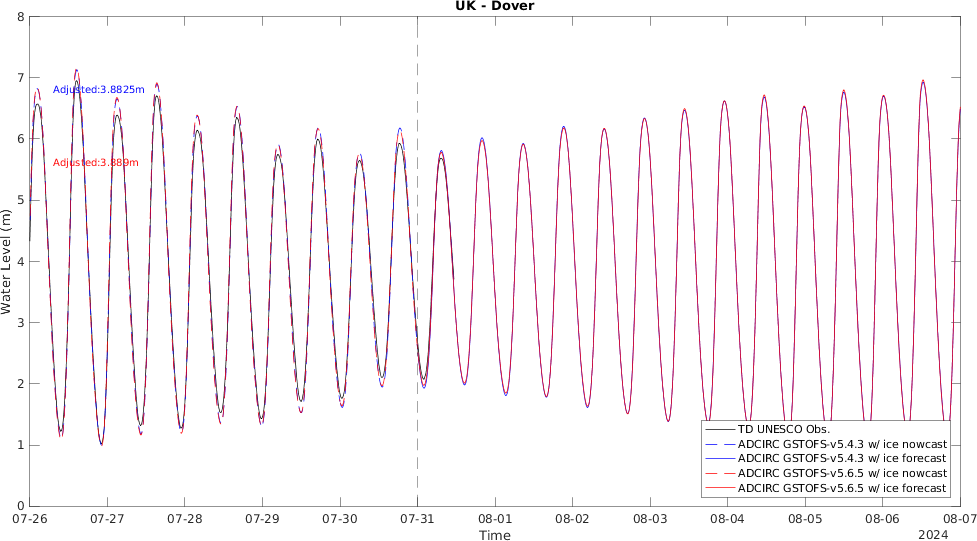 UK - Dover
8
7
6
5
4
3
2
1
0
Water Level (m)
Adjusted:3.8825m
Adjusted:3.889m
TD UNESCO Obs.
ADCIRC GSTOFS-v5.4.3 w/ ice nowcast
ADCIRC GSTOFS-v5.4.3 w/ ice forecast
ADCIRC GSTOFS-v5.6.5 w/ ice nowcast
ADCIRC GSTOFS-v5.6.5 w/ ice forecast
07-26 07-27 07-28 07-29 07-30 07-31 08-01 08-02 08-03 08-04 08-05 08-06 08-07
Time
2024